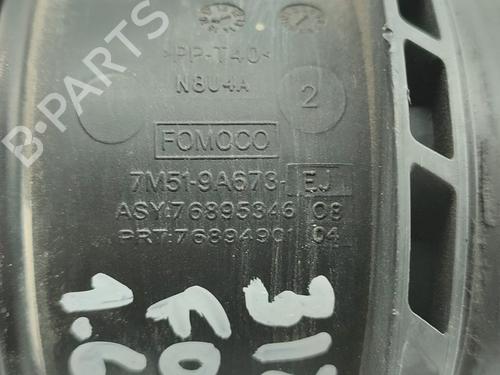 B-PARTS
>PP-T40<
N8U4A
2
FOMOCO
7M51-9A673 EJ
ASY:76895346 08
PRT:76894901 04